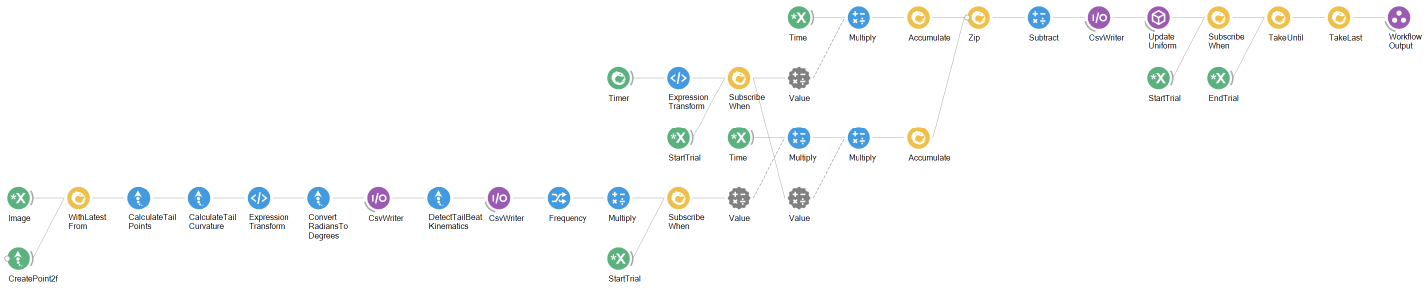 Time
Multiply
Accumulate
Zip
Subtract
CsvWriter
Update
Uniform
Subscribe
When
TakeUntil
TakeLast
Workflow
Output
Timer
Expression
Transform
Subscribe
When
Value
StartTrial
EndTrial
StartTrial
Time
Multiply
Multiply
Accumulate
Image
WithLatest
From
CalculateTail
Points
CalculateTail
Curvature
Expression
Transform
Convert
RadiansTo
Degrees
CsvWriter
DetectTailBeat
Kinematics
CsvWriter
Frequency
Multiply
Subscribe
When
Value
Value
CreatePoint2f
StartTrial